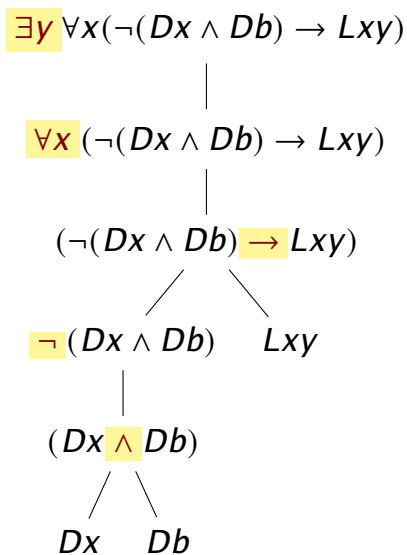 ∃y ∀x(¬(Dx ∧ Db) → Lxy)
∀x (¬(Dx ∧ Db) → Lxy)
(¬(Dx ∧ Db) → Lxy)
¬ (Dx ∧ Db) Lxy
(Dx ∧ Db)
Dx Db